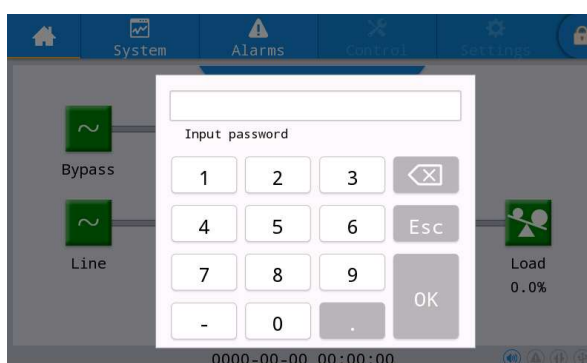 System Alarms Control Settings
Input password
1 2 3
4 5 6 Esc
7 8 9
- 0 . OK
Bypass
Line
Load
0.0%
0000-00-00 00:00:00